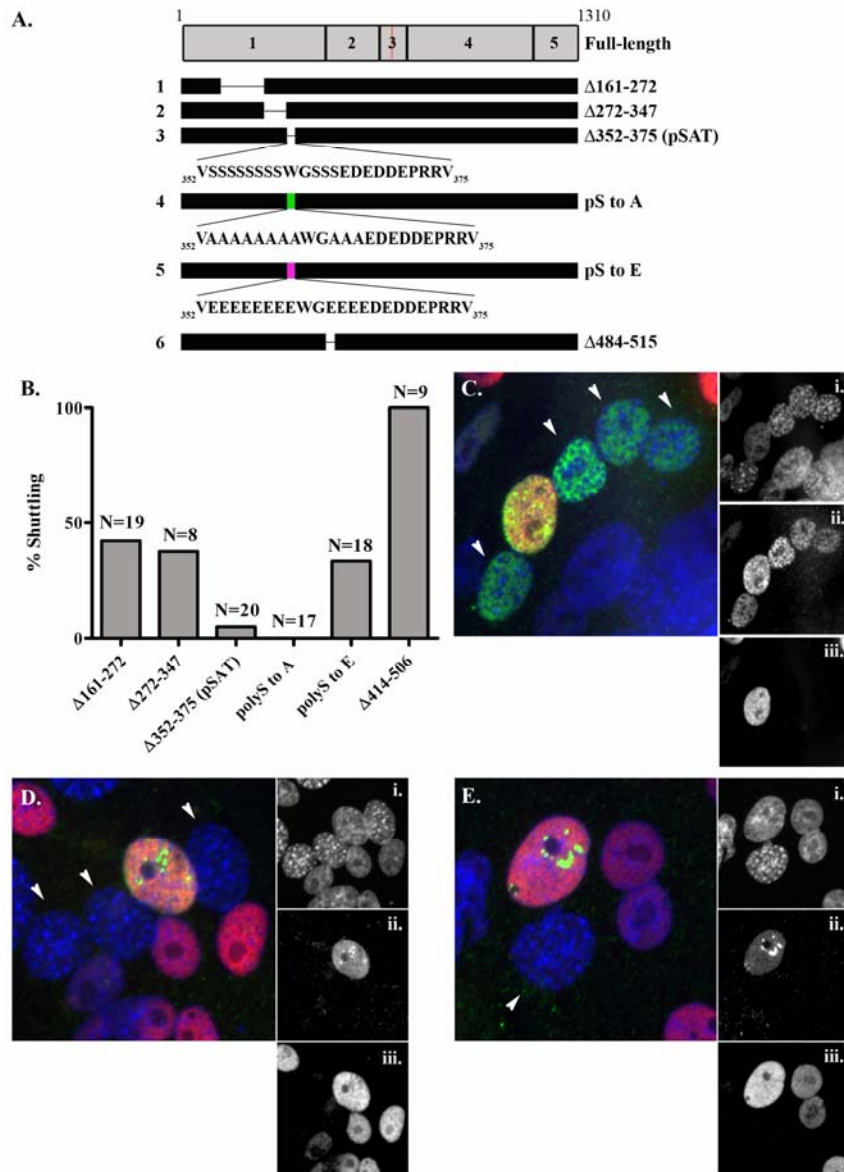 A.
1 1310
1 2 3 4 5 Full-length
1 Δ161-272
2 Δ272-347
3 Δ352-375 (pSAT)
352VSSSSSSSSWGSSSEDEDDEPRRV375
4 pS to A
352VAAAAAAAAWGAAAEDEDDEPRRV375
5 pS to E
352VEEEEEEEEWGEEEEDEDDEPRRV375
6 Δ484-515
B.
% Shuttling
100
50
0
N=19
N=8
N=20
N=17
N=18
N=9
Δ161-272
Δ272-347
Δ352-375 (pSAT)
polyS to A
polyS to E
Δ414-506
C.
i.
ii.
iii.
D.
i.
ii.
iii.
E.
i.
ii.
iii.